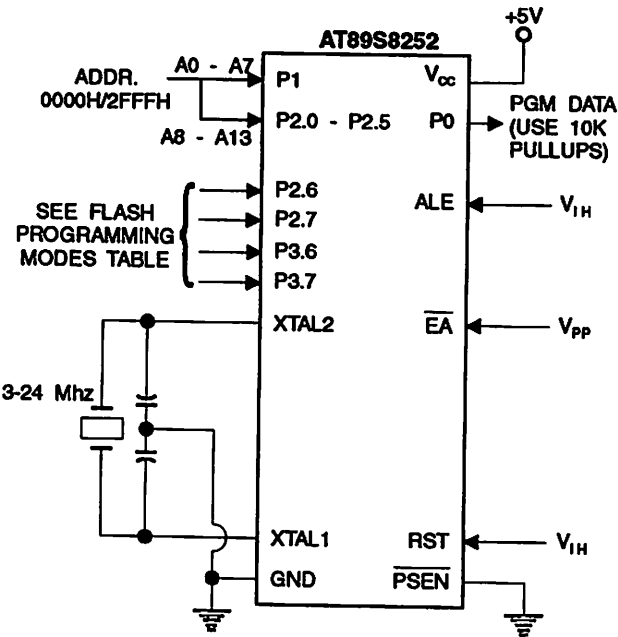 +5V
AT89S8252
A0 - A7
ADDR.
0000H/2FFFH
P1
VCC
PGM DATA
(USE 10K
PULLUPS)
P2.0 - P2.5
P0
A8 - A13
P2.6
SEE FLASH
PROGRAMMING
MODES TABLE
P2.7
P3.6
P3.7
ALE
VIH
XTAL2
EA
VPP
3-24 Mhz
XTAL1
RST
VIH
GND
PSEN